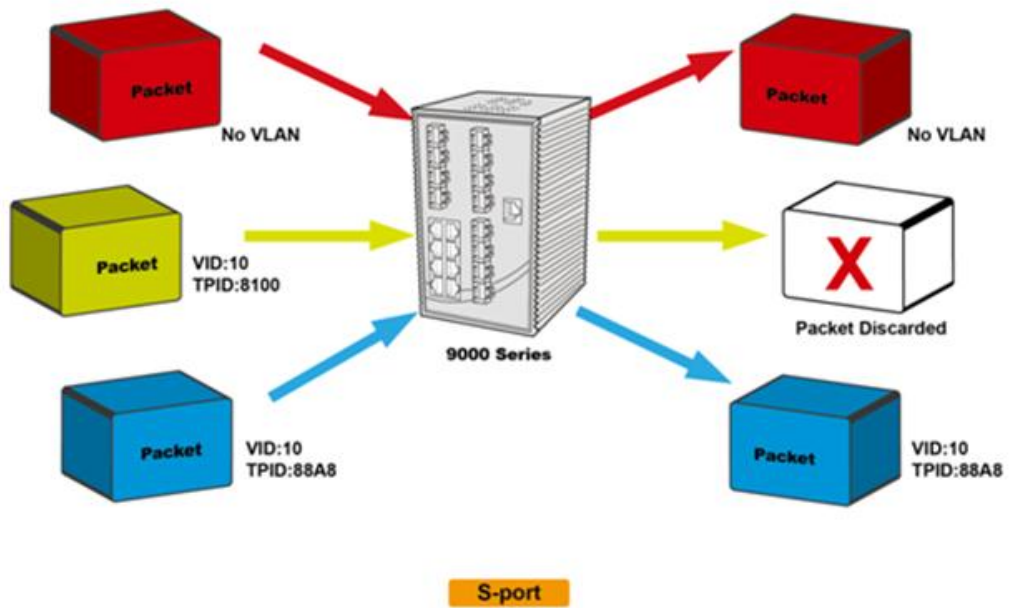 Packet
No VLAN
Packet
No VLAN
Packet
VID:10
TPID:8100
X
Packet Discarded
9000 Series
Packet
VID:10
TPID:88A8
Packet
VID:10
TPID:88A8
S-port